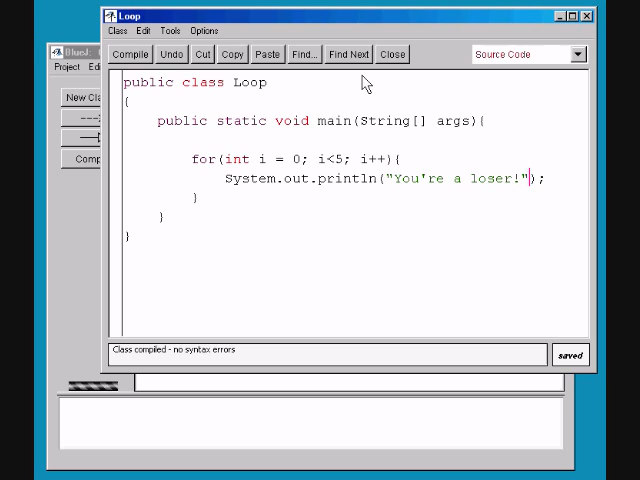 Loop
Class Edit Tools Options
BlueJ:
Project
Compile Undo Cut Copy Paste Find... Find Next Close Source Code
New Cla
Comp
public class Loop
{
public static void main(String[] args){
for(int i = 0; i<5; i++){
System.out.println("You're a loser!");
}
}
}
Class compiled - no syntax errors
saved